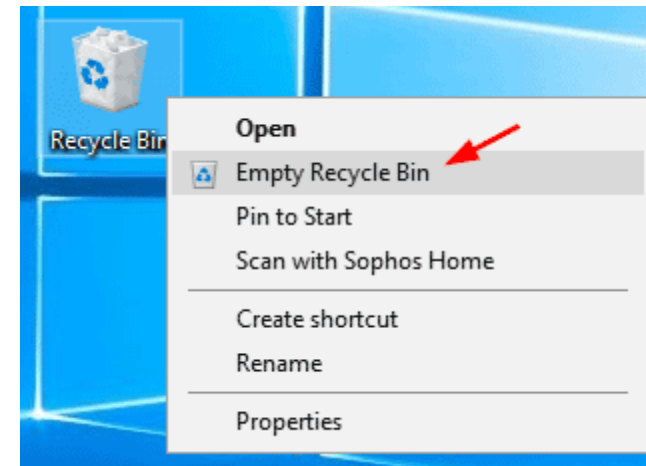 Recycle Bin
Open
Empty Recycle Bin
Pin to Start
Scan with Sophos Home
Create shortcut
Rename
Properties